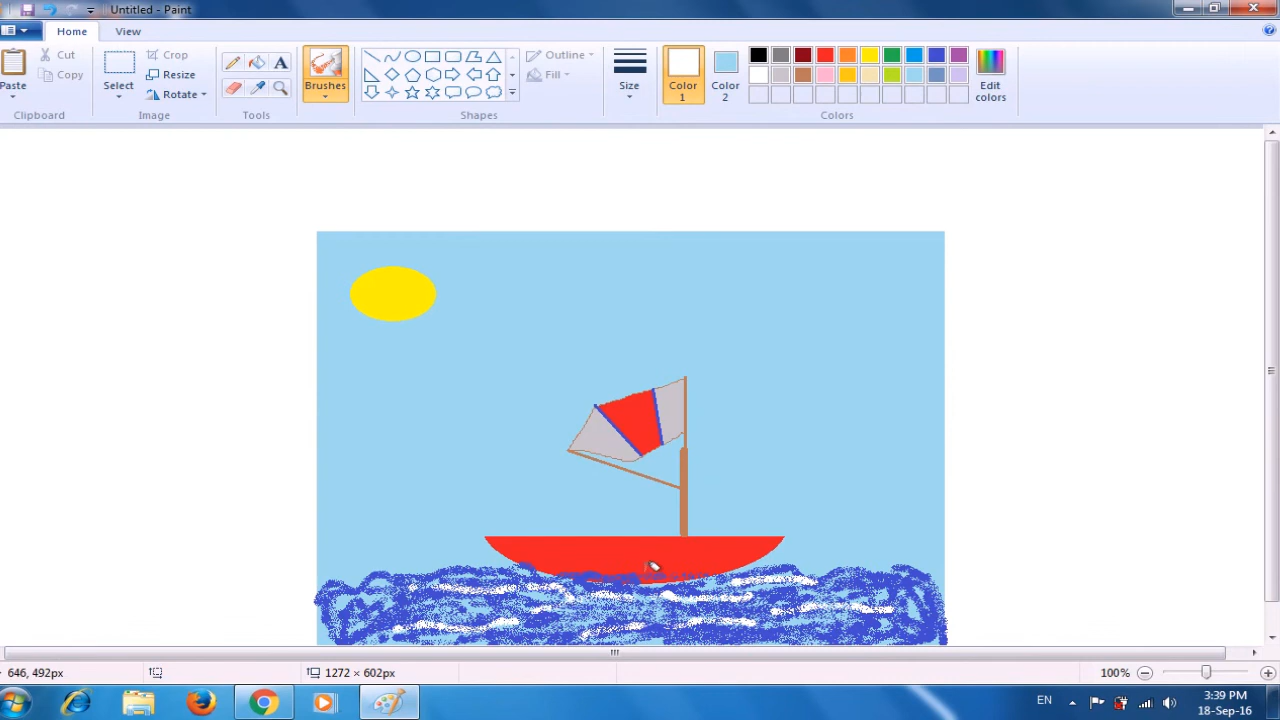 Untitled - Paint
Home View
Paste
Cut
Copy
Clipboard
Select
Crop
Resize
Rotate
Image
A
Tools
Brushes
Outline
Fill
Shapes
Size
Color 1
Color 2
Edit colors
Colors
646, 492px
1272 × 602px
100%
EN
3:39 PM
18-Sep-16